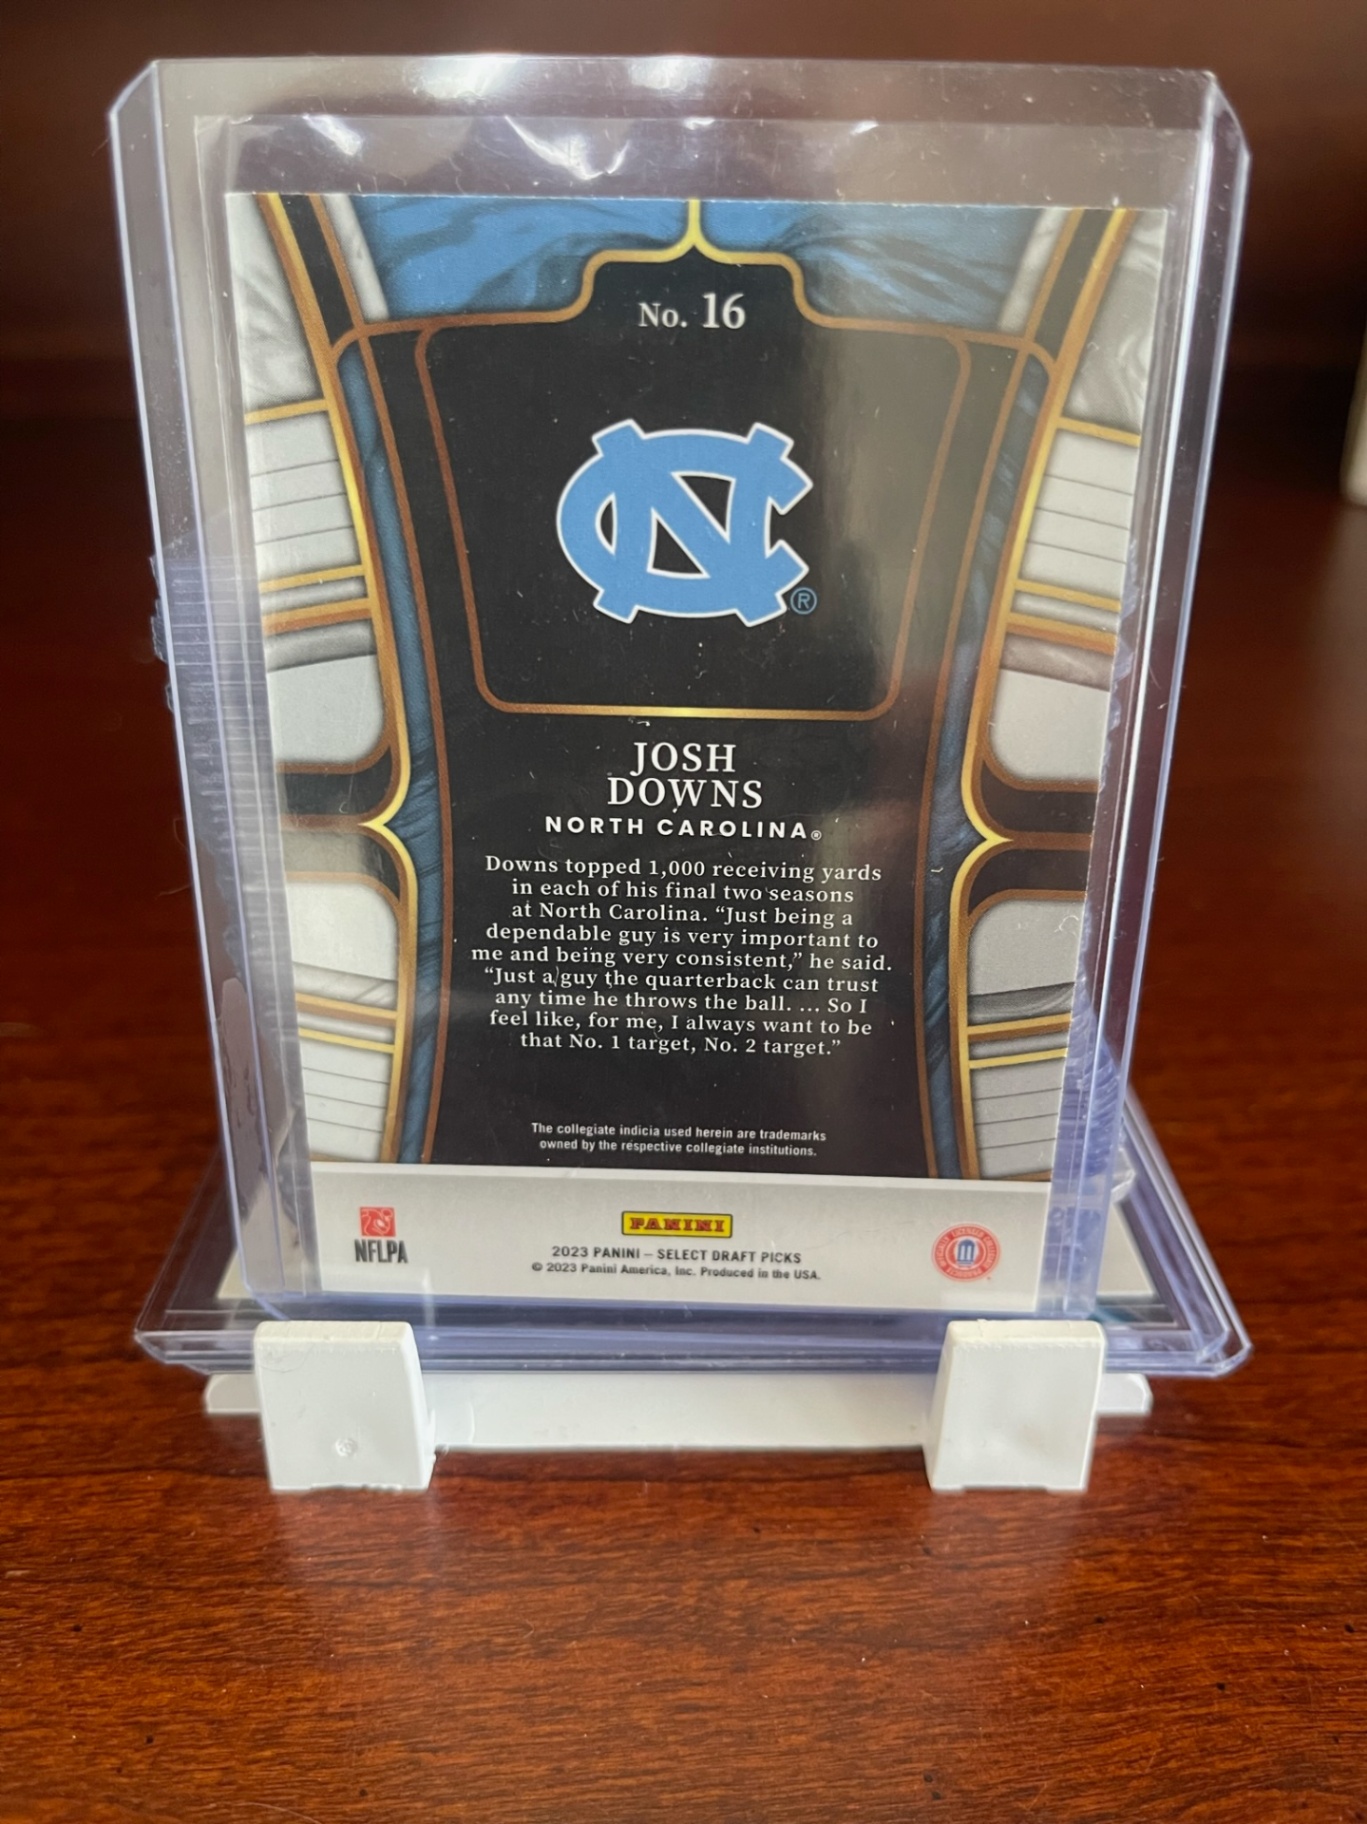 No. 16
NC
®
JOSH
DOWNS
NORTH CAROLINA®
Downs topped 1,000 receiving yards
in each of his final two seasons
at North Carolina. “Just being a
dependable guy is very important to
me and being very consistent,” he said.
“Just a guy the quarterback can trust
any time he throws the ball. ... So I
feel like, for me, I always want to be
that No. 1 target, No. 2 target.”
The collegiate indicia used herein are trademarks
owned by the respective collegiate institutions.
NFLPA
PANINI
2023 PANINI – SELECT DRAFT PICKS
© 2023 Panini America, Inc. Produced in the USA.